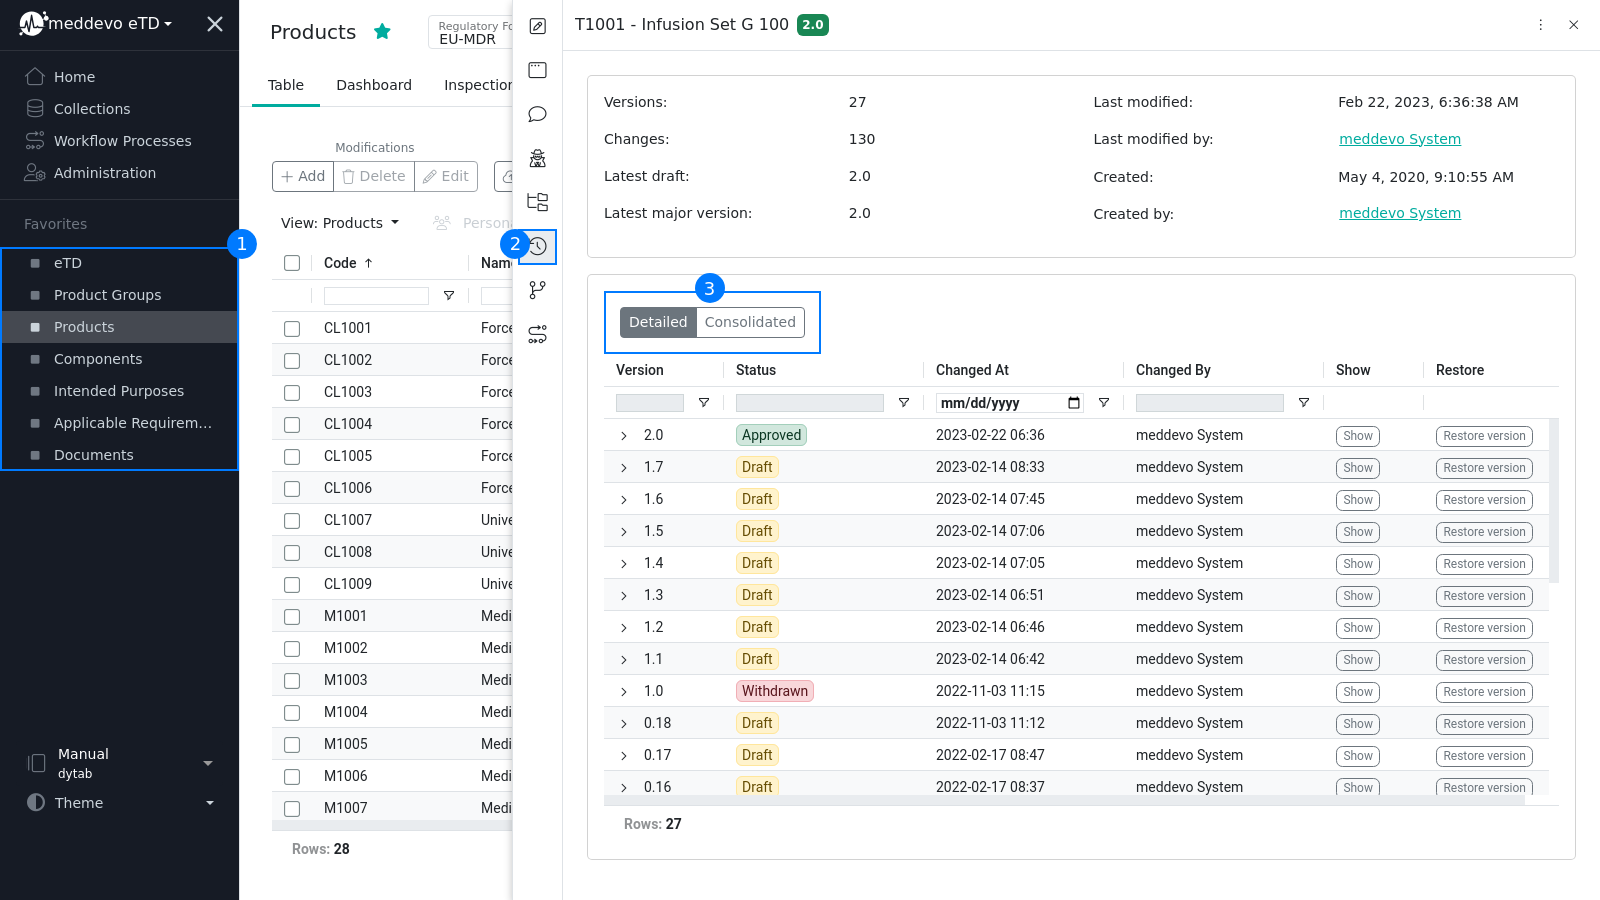 meddevo eTD
Home
Collections
Workflow Processes
Administration
Favorites
1
eTD
Product Groups
Products
Components
Intended Purposes
Applicable Requirem...
Documents
Manual
dytab
Theme
Products
Regulatory Fo
EU-MDR
Table Dashboard Inspection
Modifications
Add Delete Edit
View: Products Person
Code Name
CL1001 Force
CL1002 Force
CL1003 Force
CL1004 Force
CL1005 Force
CL1006 Force
CL1007 Unive
CL1008 Unive
CL1009 Unive
M1001 Medi
M1002 Medi
M1003 Medi
M1004 Medi
M1005 Medi
M1006 Medi
M1007 Medi
Rows: 28
2
T1001 - Infusion Set G 100 2.0
Versions: 27 Last modified: Feb 22, 2023, 6:36:38 AM
Changes: 130 Last modified by: meddevo System
Latest draft: 2.0 Created: May 4, 2020, 9:10:55 AM
Latest major version: 2.0 Created by: meddevo System
3
Detailed Consolidated
Version Status Changed At Changed By Show Restore
mm/dd/yyyy
2.0 Approved 2023-02-22 06:36 meddevo System Show Restore version
1.7 Draft 2023-02-14 08:33 meddevo System Show Restore version
1.6 Draft 2023-02-14 07:45 meddevo System Show Restore version
1.5 Draft 2023-02-14 07:06 meddevo System Show Restore version
1.4 Draft 2023-02-14 07:05 meddevo System Show Restore version
1.3 Draft 2023-02-14 06:51 meddevo System Show Restore version
1.2 Draft 2023-02-14 06:46 meddevo System Show Restore version
1.1 Draft 2023-02-14 06:42 meddevo System Show Restore version
1.0 Withdrawn 2022-11-03 11:15 meddevo System Show Restore version
0.18 Draft 2022-11-03 11:12 meddevo System Show Restore version
0.17 Draft 2022-02-17 08:47 meddevo System Show Restore version
0.16 Draft 2022-02-17 08:37 meddevo System Show Restore version
Rows: 27